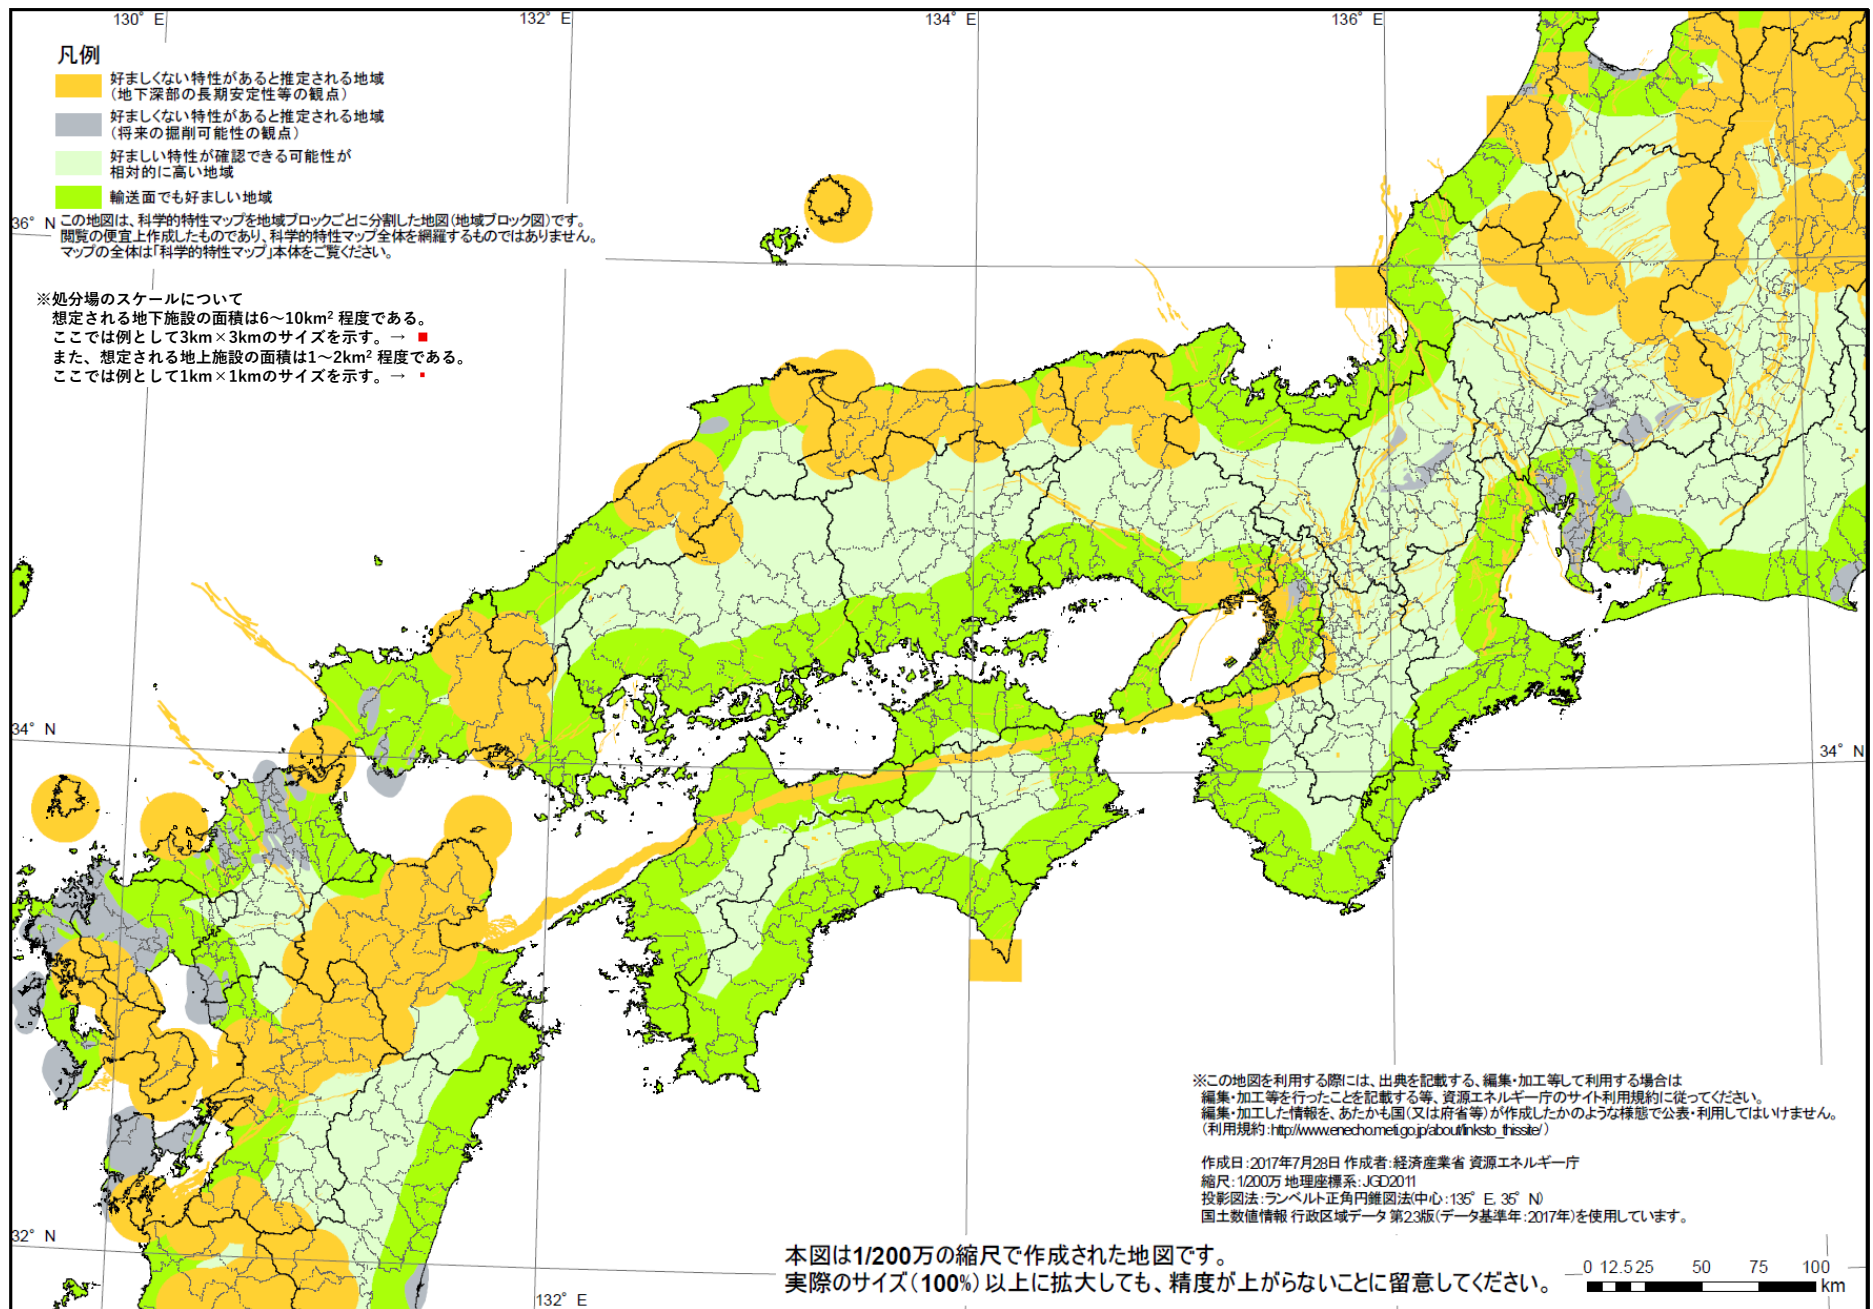 130° E
132° E
134° E
136° E
凡例
好ましくない特性があると推定される地域
(地下深部の長期安定性等の観点)
好ましくない特性があると推定される地域
(将来の掘削可能性の観点)
好ましい特性が確認できる可能性が
相対的に高い地域
輸送面でも好ましい地域
36° N
この地図は、科学的特性マップを地域ブロックごとに分割した地図(地域ブロック図)です。
閲覧の便宜上作成したものであり、科学的特性マップ全体を網羅するものではありません。
マップの全体は「科学的特性マップ」本体をご覧ください。
※処分場のスケールについて
想定される地下施設の面積は6～10km² 程度である。
ここでは例として3km×3kmのサイズを示す。→
また、想定される地上施設の面積は1～2km² 程度である。
ここでは例として1km×1kmのサイズを示す。→
34° N
34° N
※この地図を利用する際には、出典を記載する、編集・加工等して利用する場合は
編集・加工等を行ったことを記載する等、資源エネルギー庁のサイト利用規約に従ってください。
編集・加工した情報を、あたかも国(又は府省等)が作成したかのような様態で公表・利用してはいけません。
(利用規約:http://www.enecho.meti.go.jp/about/linksto_thissite/)
作成日:2017年7月28日 作成者:経済産業省 資源エネルギー庁
縮尺:1/200万 地理座標系:JGD2011
投影図法:ランベルト正角円錐図法(中心:135° E, 35° N)
国土数値情報 行政区域データ 第2.3版(データ基準年:2017年)を使用しています。
32° N
132° E
本図は1/200万の縮尺で作成された地図です。
実際のサイズ(100%)以上に拡大しても、精度が上がらないことに留意してください。
0 12.5 25 50 75 100
km